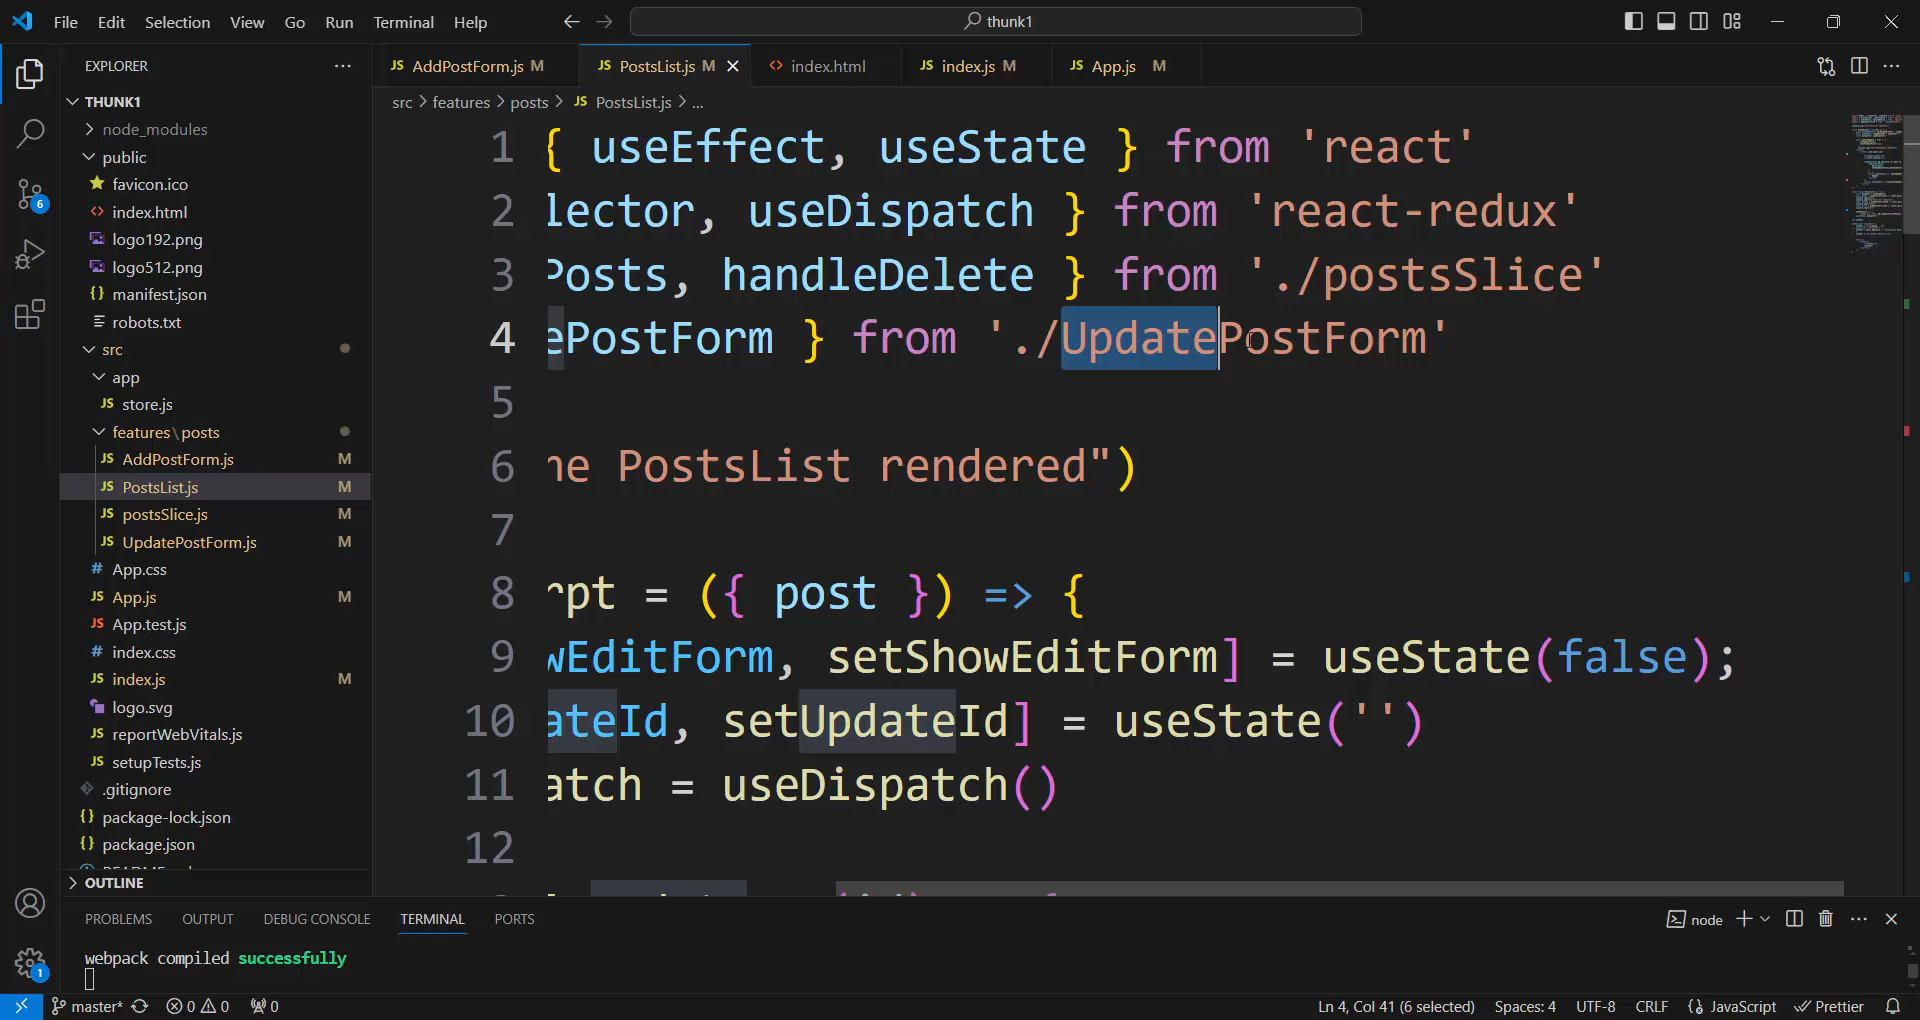 File Edit Selection View Go Run Terminal Help
thunk1
EXPLORER
THUNK1
node_modules
public
favicon.ico
index.html
logo192.png
logo512.png
manifest.json
robots.txt
src
app
store.js
features\posts
AddPostForm.js M
PostsList.js M
postsSlice.js M
UpdatePostForm.js M
App.css
App.js M
App.test.js
index.css
index.js M
logo.svg
reportWebVitals.js
setupTests.js
.gitignore
package-lock.json
package.json
OUTLINE
6
1
JS AddPostForm.js M JS PostsList.js M index.html JS index.js M JS App.js M
src > features > posts > JS PostsList.js > ...
1 { useEffect, useState } from 'react'
2 lector, useDispatch } from 'react-redux'
3 Posts, handleDelete } from './postsSlice'
4 ePostForm } from './UpdatePostForm'
5
6 ne PostsList rendered")
7
8 rpt = ({ post }) => {
9 wEditForm, setShowEditForm] = useState(false);
10 ateId, setUpdateId] = useState('')
11 atch = useDispatch()
12
PROBLEMS OUTPUT DEBUG CONSOLE TERMINAL PORTS
node
webpack compiled successfully
master* 0 0 0
Ln 4, Col 41 (6 selected) Spaces: 4 UTF-8 CRLF {} JavaScript Prettier